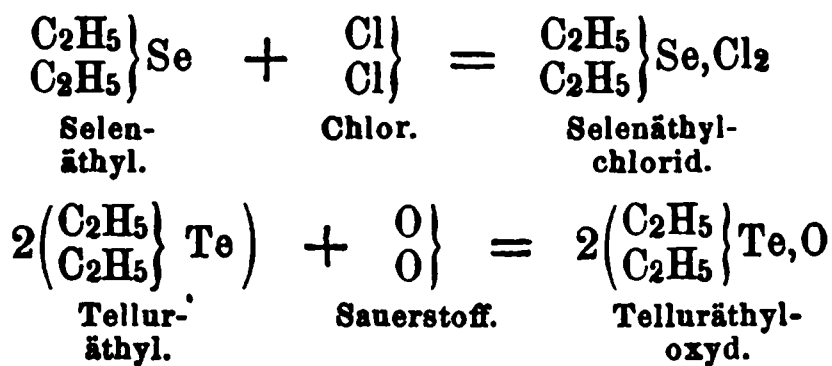 C2H5
C2H5}Se + Cl
Cl} = C2H5
C2H5}Se,Cl2
Selen-
äthyl.
Chlor.
Selenäthyl-
chlorid.
2(C2H5
C2H5} Te) + O
O} = 2(C2H5
C2H5}Te,O
Tellur-
äthyl.
Sauerstoff.
Telluräthyl-
oxyd.